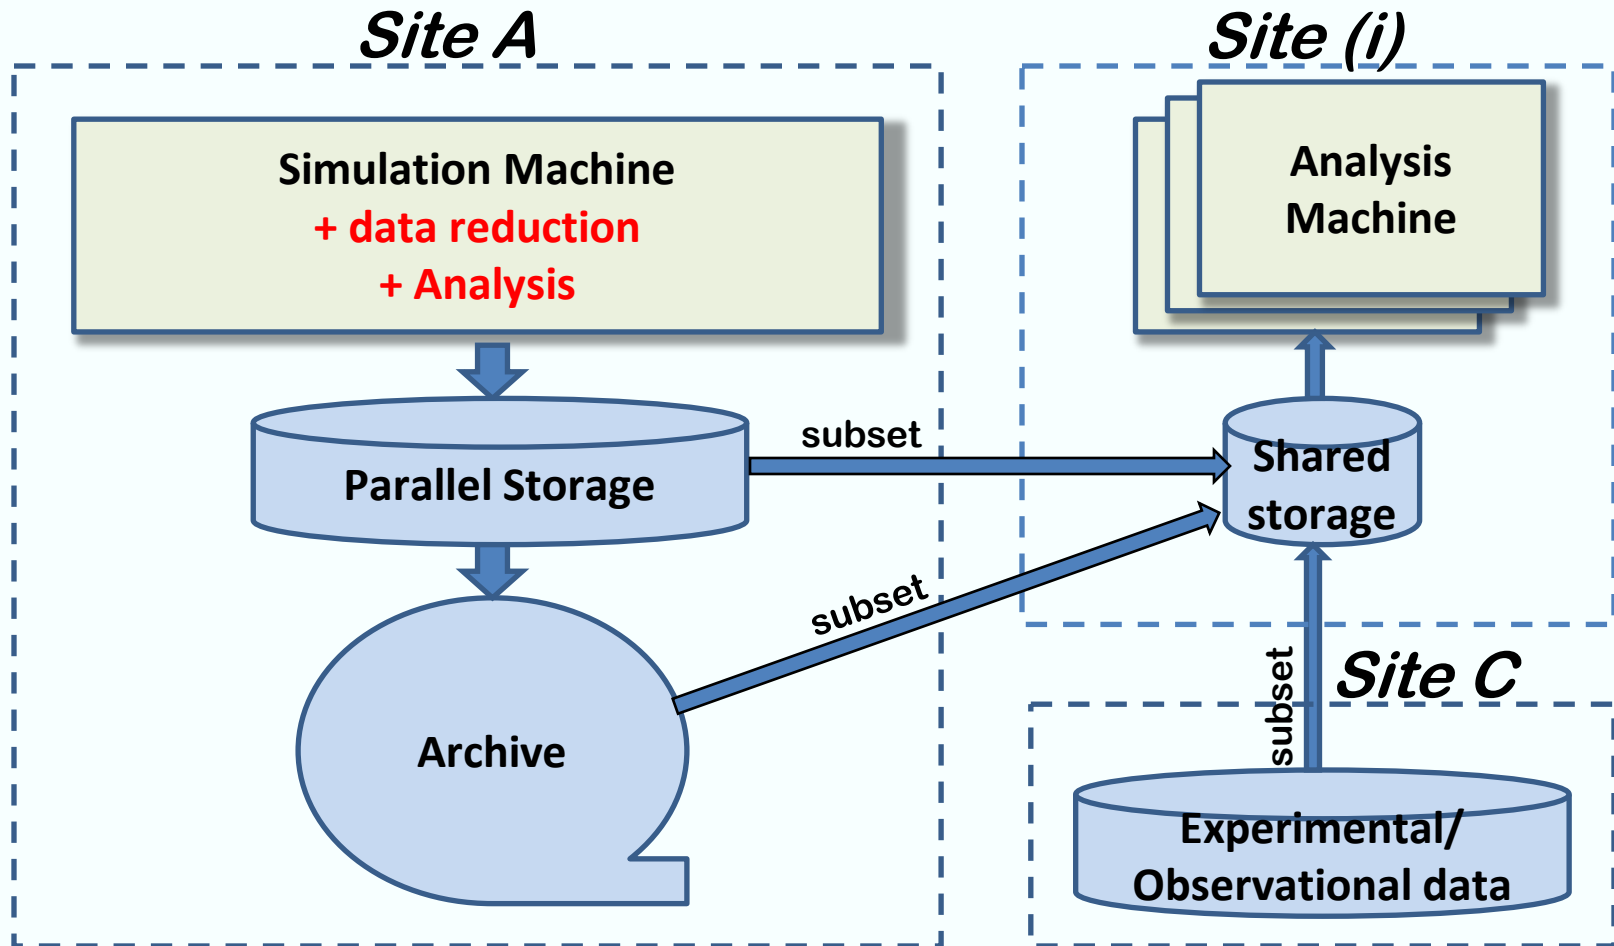 Site A
Simulation Machine
+ data reduction
+ Analysis
Parallel Storage
Archive
subset
subset
Site (i)
Analysis
Machine
Shared
storage
subset
Site C
Experimental/
Observational data